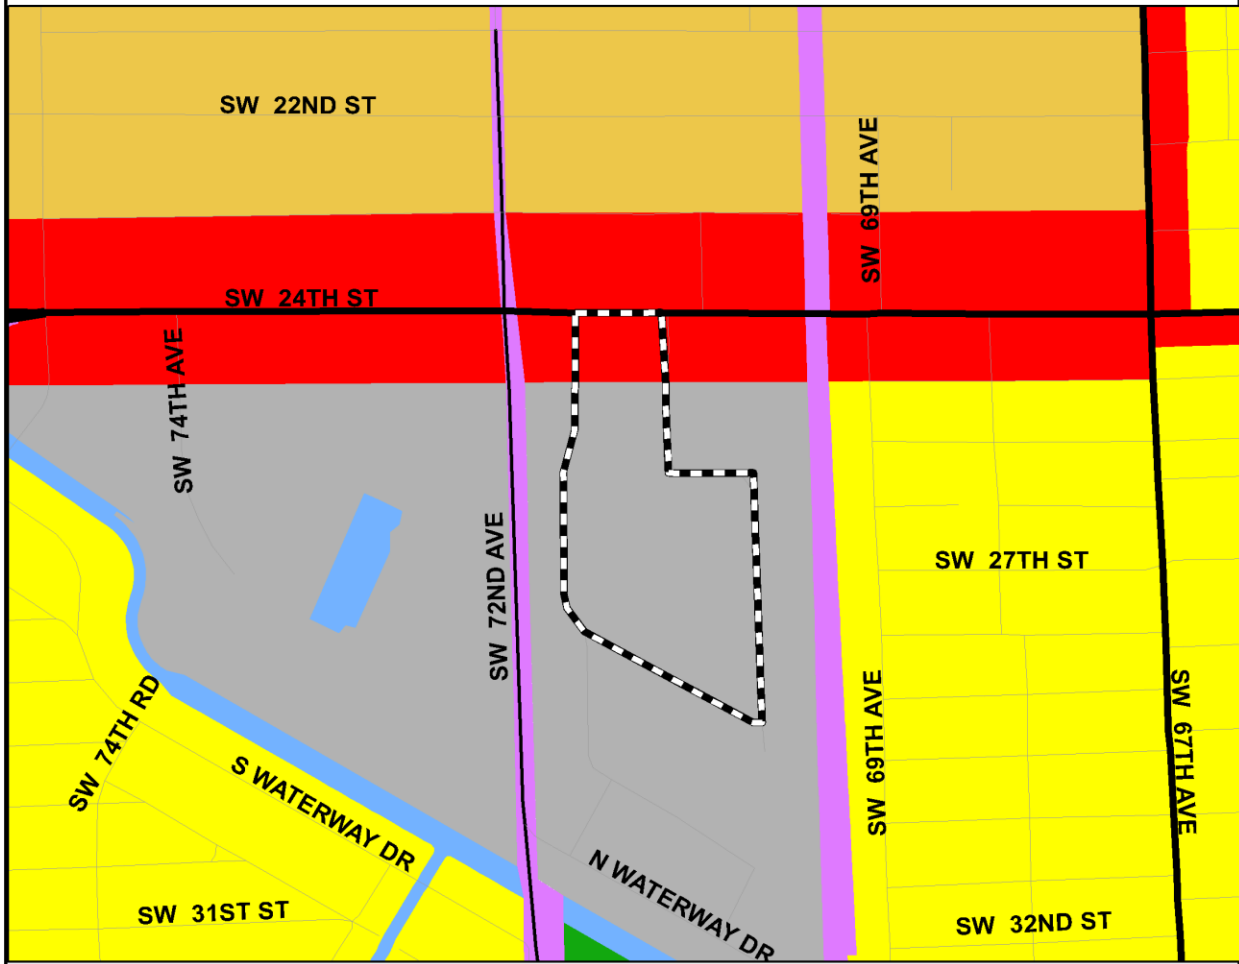 SW 22ND ST
SW 69TH AVE
SW 24TH ST
SW 74TH AVE
SW 72ND AVE
SW 27TH ST
SW 74TH RD
S WATERWAY DR
SW 69TH AVE
SW 67TH AVE
N WATERWAY DR
SW 31ST ST
SW 32ND ST